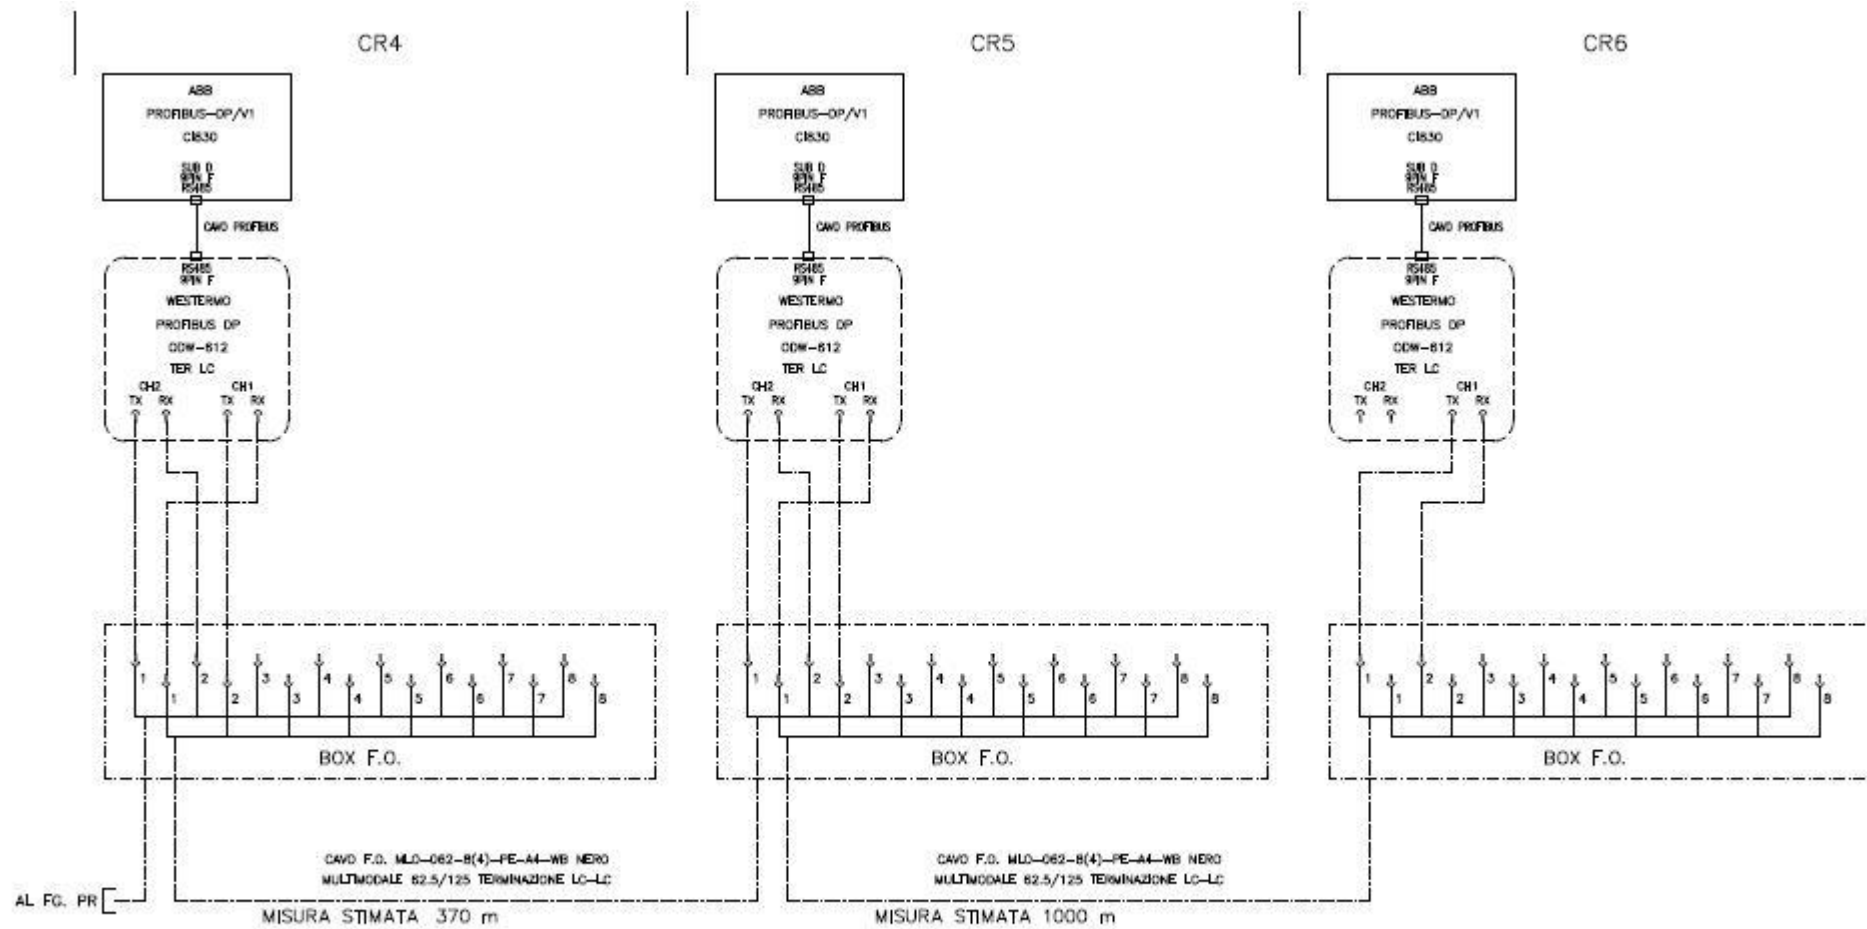 CR4
CR5
CR6
ABB
PROFIBUS-DP/V1
CI830
SUB D
9PIN F
RS485
CAVO PROFIBUS
RS485
9PIN F
WESTERMO
PROFIBUS DP
ODW-612
TER LC
CH2 CH1
TX RX TX RX
ABB
PROFIBUS-DP/V1
CI830
SUB D
9PIN F
RS485
CAVO PROFIBUS
RS485
9PIN F
WESTERMO
PROFIBUS DP
ODW-612
TER LC
CH2 CH1
TX RX TX RX
ABB
PROFIBUS-DP/V1
CI830
SUB D
9PIN F
RS485
CAVO PROFIBUS
RS485
9PIN F
WESTERMO
PROFIBUS DP
ODW-612
TER LC
CH2 CH1
TX RX TX RX
1 2 3 4 5 6 7 8
1 2 3 4 5 6 7 8
BOX F.O.
1 2 3 4 5 6 7 8
1 2 3 4 5 6 7 8
BOX F.O.
1 2 3 4 5 6 7 8
1 2 3 4 5 6 7 8
BOX F.O.
CAVO F.O. MLO-062-8(4)-PE-A4-WB NERO
MULTIMODALE 62.5/125 TERMINAZIONE LC-LC
MISURA STIMATA 370 m
CAVO F.O. MLO-062-8(4)-PE-A4-WB NERO
MULTIMODALE 62.5/125 TERMINAZIONE LC-LC
MISURA STIMATA 1000 m
AL FG. PR